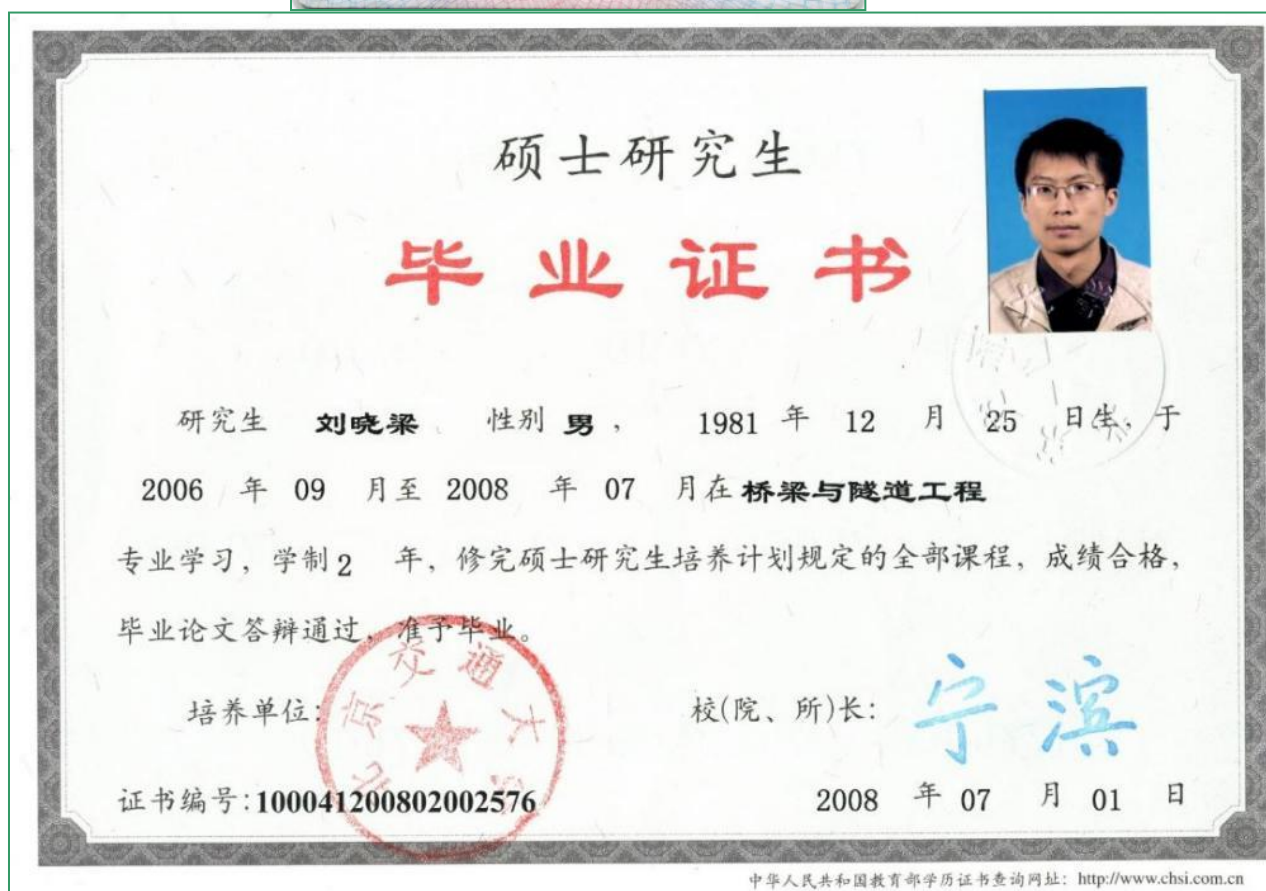 硕士研究生
毕业证书
研究生 刘晓梁、性别 男， 1981 年 12 月 25 日生，于
2006 年 09 月至 2008 年 07 月在 桥梁与隧道工程
专业学习，学制 2 年，修完硕士研究生培养计划规定的全部课程，成绩合格，
毕业论文答辩通过，准予毕业。
北京交通大学
培养单位： 校(院、所)长： 宁滨
证书编号：100041200802002576 2008 年 07 月 01 日
中华人民共和国教育部学历证书查询网址：http://www.chsi.com.cn